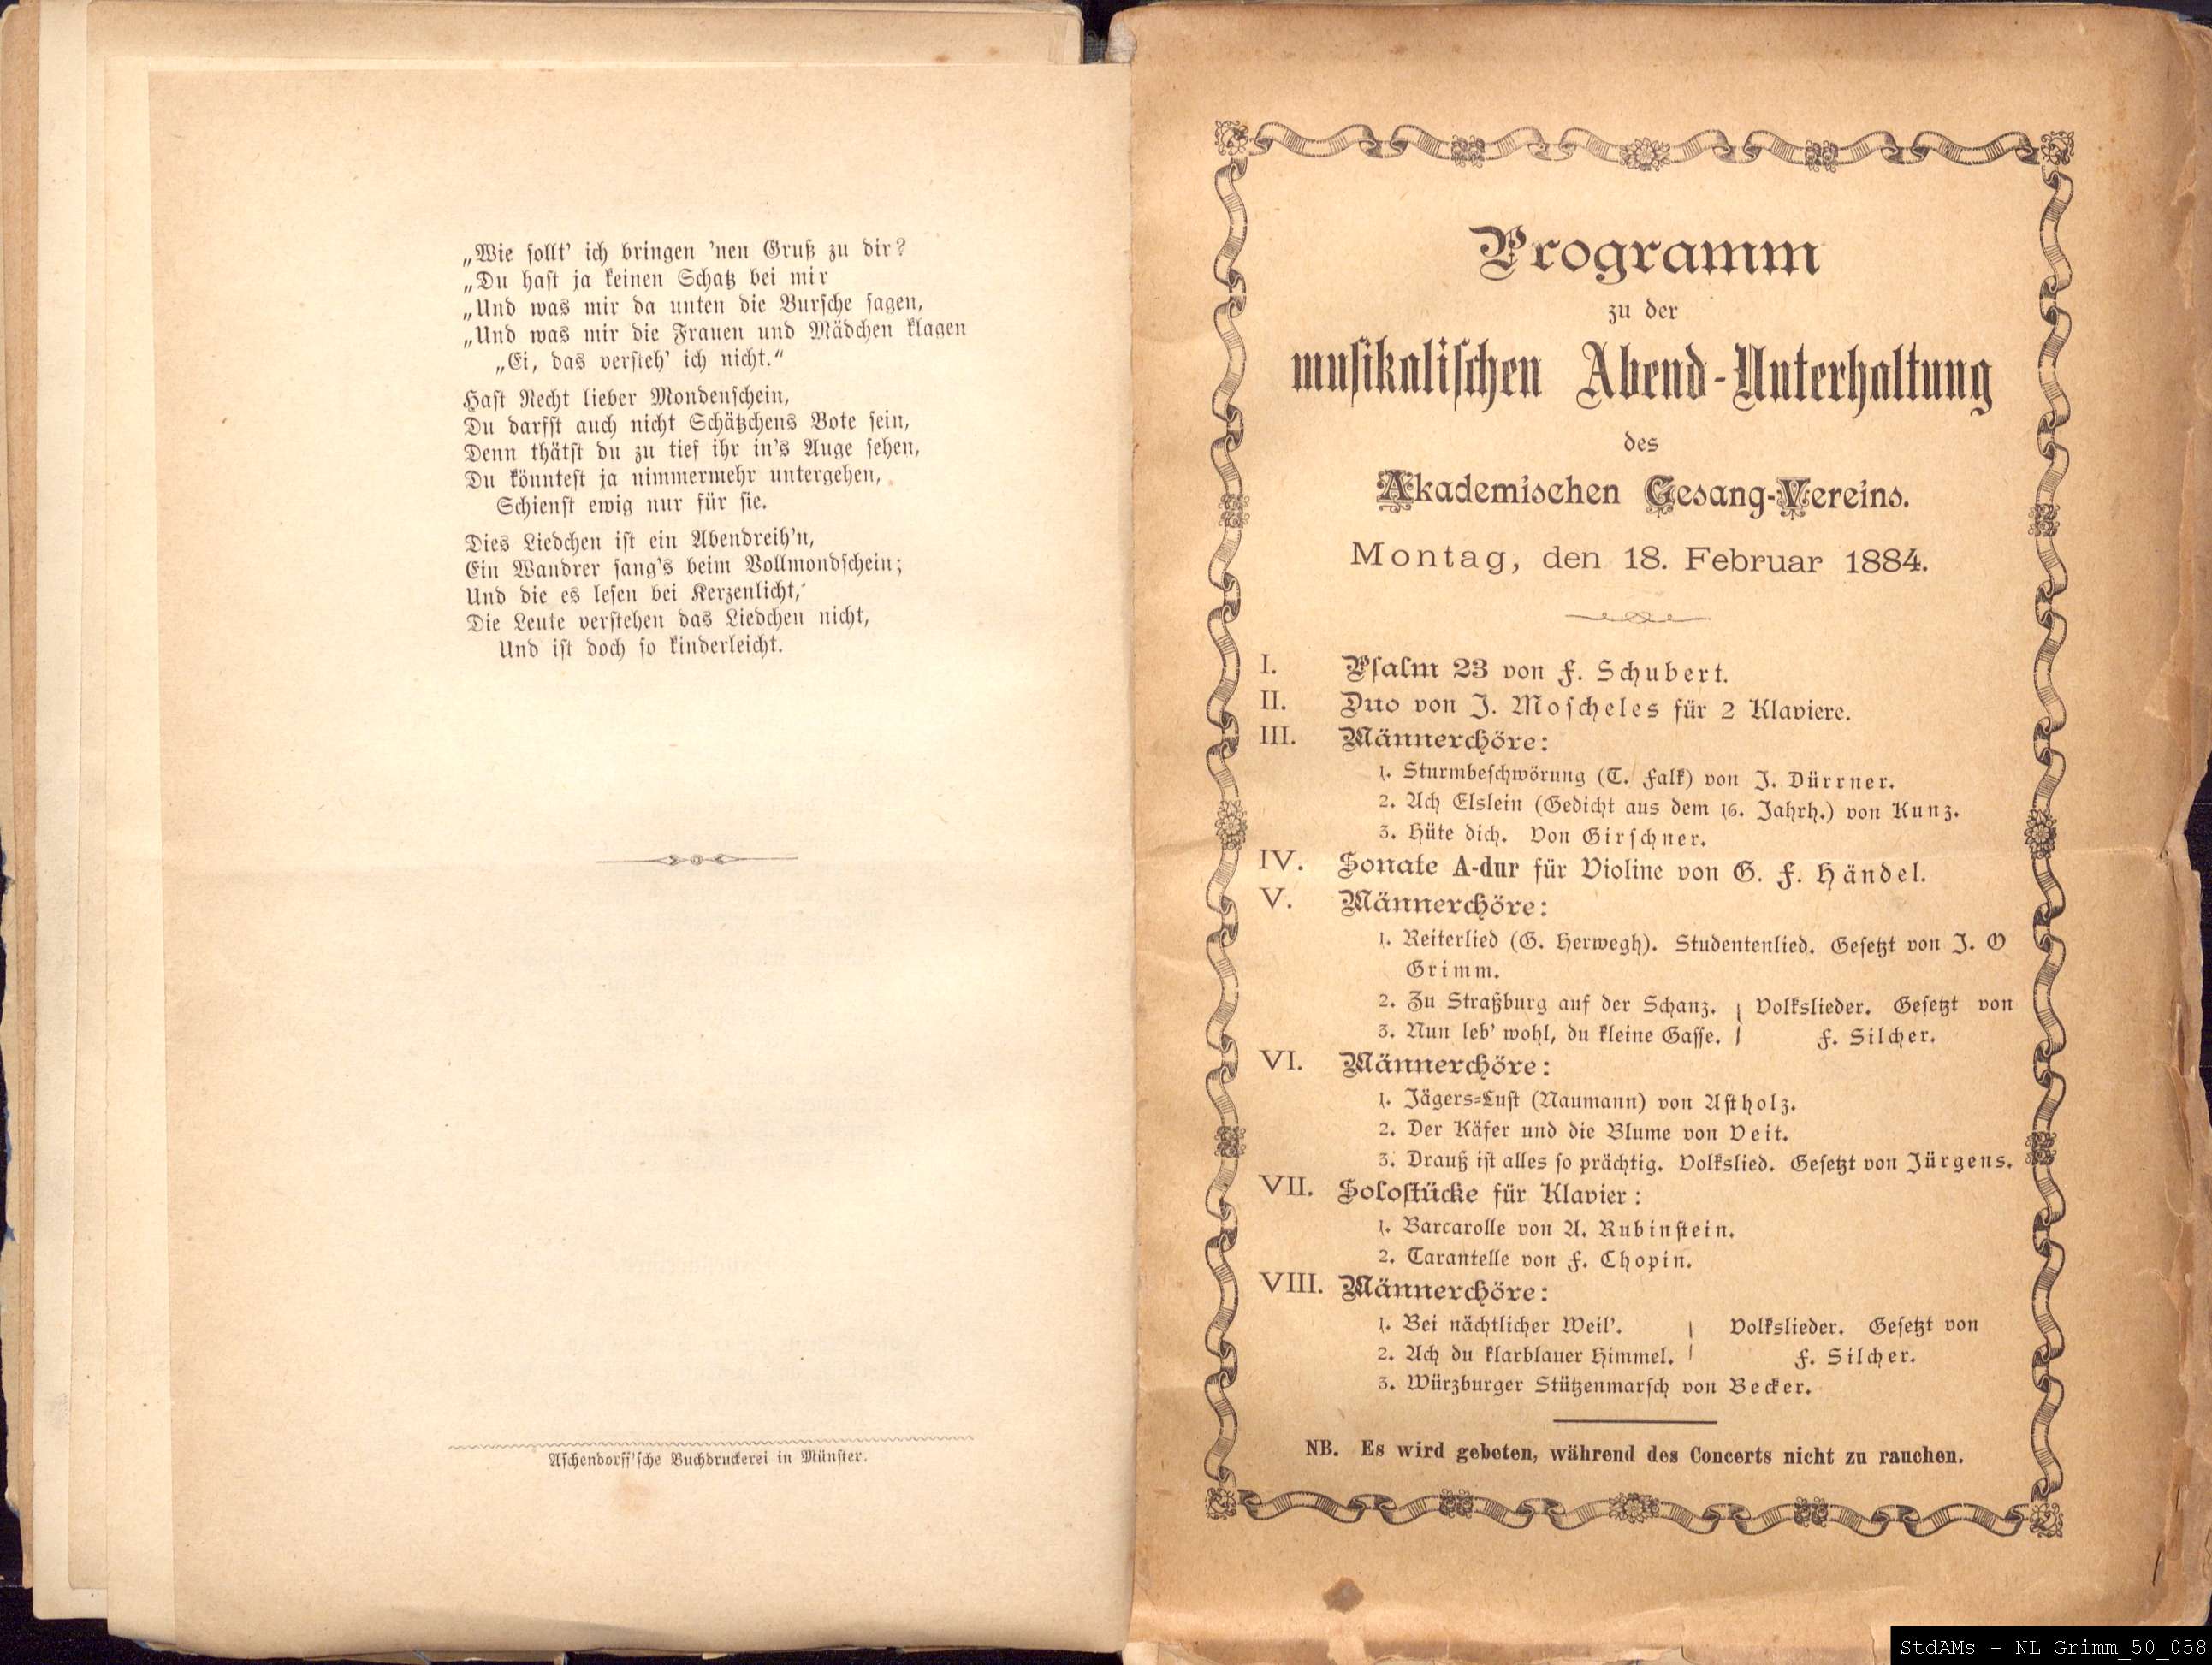 „Wie sollt' ich bringen 'nen Gruß zu dir?
„Du hast ja keinen Schatz bei mir
„Und was mir da unten die Bursche sagen,
„Und was mir die Frauen und Mädchen klagen
„Ei, das versteh' ich nicht.“
Hast Recht lieber Mondenschein,
Du darfst auch nicht Schätzchens Bote sein,
Denn thätst du zu tief ihr in's Auge sehen,
Du könntest ja nimmermehr untergehen,
Schienst ewig nur für sie.
Dies Liedchen ist ein Abendreih'n,
Ein Wandrer sang's beim Vollmondschein;
Und die es lesen bei Kerzenlicht,
Die Leute verstehen das Liedchen nicht,
Und ist doch so kinderleicht.
Aschendorff'sche Buchdruckerei in Münster.
Programm
zu der
musikalischen Abend-Unterhaltung
des
Akademischen Gesang-Vereins.
Montag, den 18. Februar 1884.
I. Psalm 23 von F. Schubert.
II. Duo von J. Moscheles für 2 Klaviere.
III. Männerchöre:
1. Sturmbeschwörung (T. Falk) von J. Dürrner.
2. Ach Elslein (Gedicht aus dem 16. Jahrh.) von Kunz.
3. Hüte dich. Von Girschner.
IV. Sonate A-dur für Violine von G. F. Händel.
V. Männerchöre:
1. Reiterlied (G. Herwegh). Studentenlied. Gesetzt von J. O
Grimm.
2. Zu Straßburg auf der Schanz. | Volkslieder. Gesetzt von
3. Nun leb' wohl, du kleine Gasse. | F. Silcher.
VI. Männerchöre:
1. Jägers-Lust (Naumann) von Astholz.
2. Der Käfer und die Blume von Veit.
3. Drauß ist alles so prächtig. Volkslied. Gesetzt von Jürgens.
VII. Solostücke für Klavier:
1. Barcarolle von A. Rubinstein.
2. Tarantelle von F. Chopin.
VIII. Männerchöre:
1. Bei nächtlicher Weil'. | Volkslieder. Gesetzt von
2. Ach du klarblauer Himmel. | F. Silcher.
3. Würzburger Stützenmarsch von Becker.
NB. Es wird gebeten, während des Concerts nicht zu rauchen.
StdAMs - NL Grimm_50_058